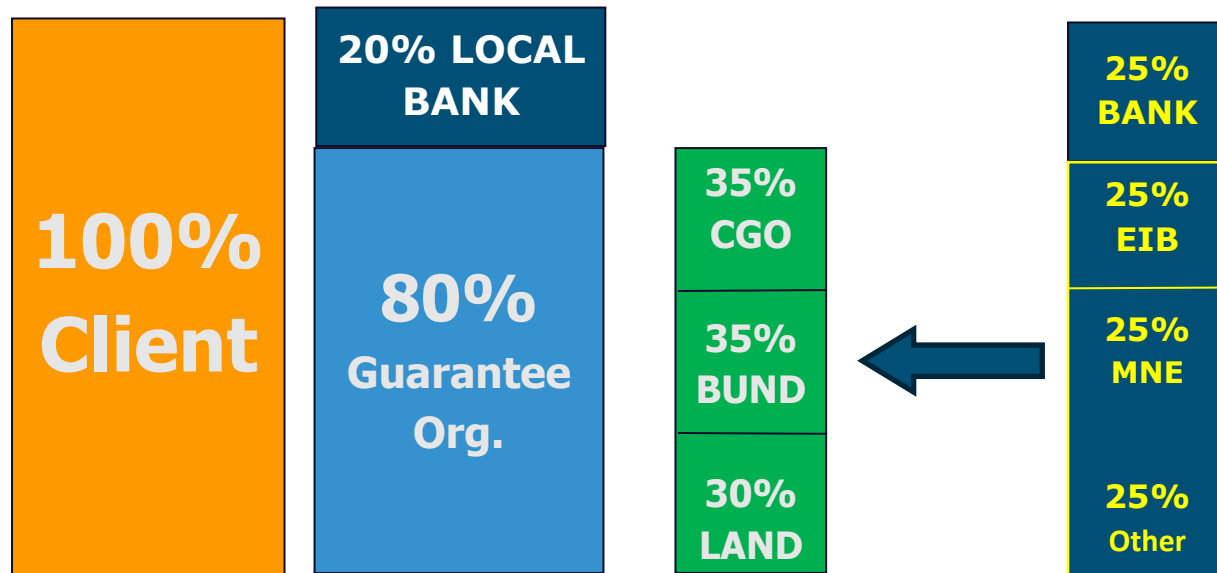 100%
Client
20% LOCAL
BANK
80%
Guarantee
Org.
35%
CGO
35%
BUND
30%
LAND
25%
BANK
25%
EIB
25%
MNE
25%
Other